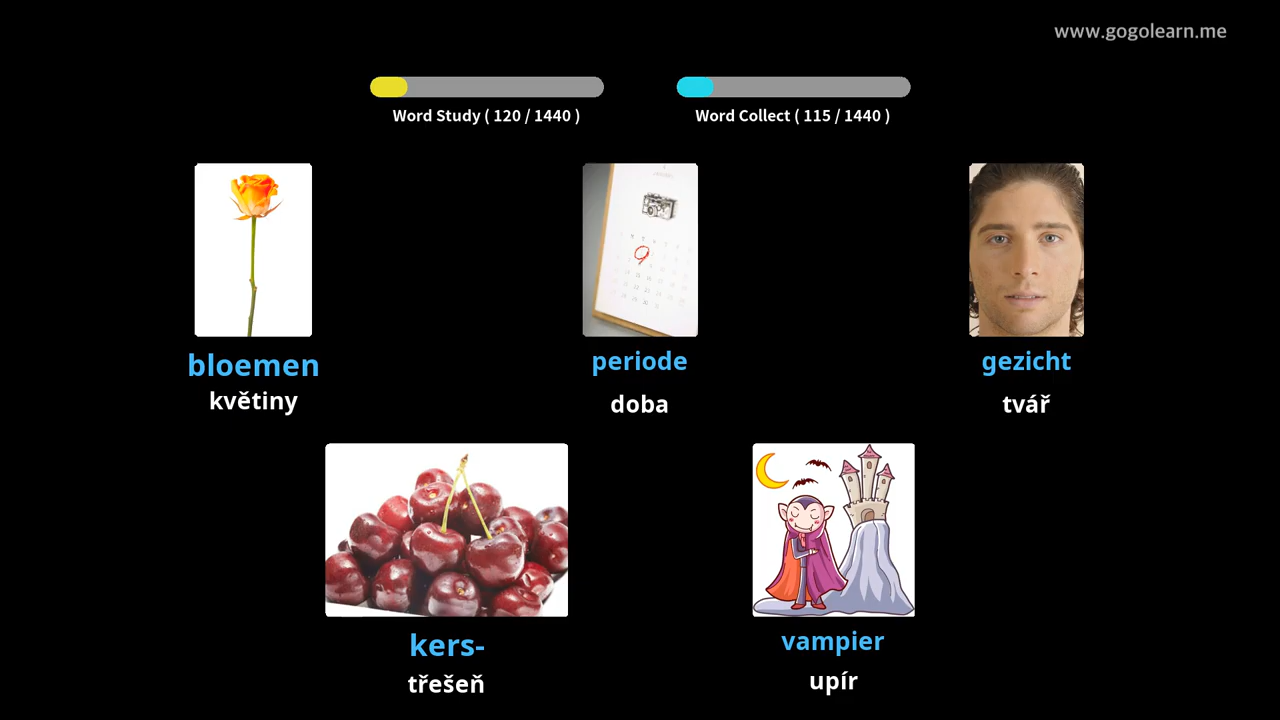 www.gogolearn.me
Word Study ( 120 / 1440 )
Word Collect ( 115 / 1440 )
bloemen
květiny
periode
doba
gezicht
tvář
kers-
třešeň
vampier
upír